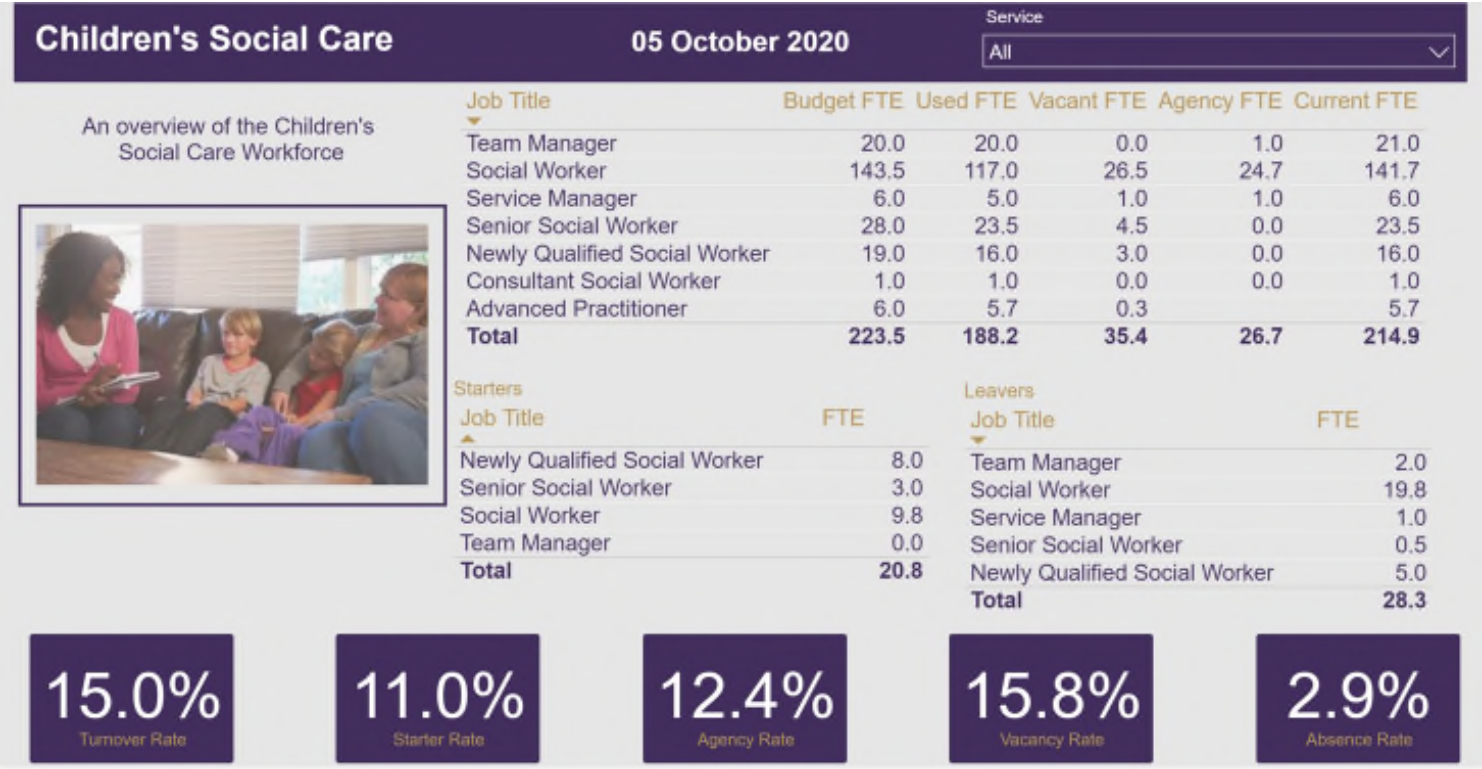 Children's Social Care
05 October 2020
Service
All
An overview of the Children's
Social Care Workforce
Job Title Budget FTE Used FTE Vacant FTE Agency FTE Current FTE
Team Manager 20.0 20.0 0.0 1.0 21.0
Social Worker 143.5 117.0 26.5 24.7 141.7
Service Manager 6.0 5.0 1.0 1.0 6.0
Senior Social Worker 28.0 23.5 4.5 0.0 23.5
Newly Qualified Social Worker 19.0 16.0 3.0 0.0 16.0
Consultant Social Worker 1.0 1.0 0.0 0.0 1.0
Advanced Practitioner 6.0 5.7 0.3 5.7
Total 223.5 188.2 35.4 26.7 214.9
Starters
Job Title FTE
Newly Qualified Social Worker 8.0
Senior Social Worker 3.0
Social Worker 9.8
Team Manager 0.0
Total 20.8
Leavers
Job Title FTE
Team Manager 2.0
Social Worker 19.8
Service Manager 1.0
Senior Social Worker 0.5
Newly Qualified Social Worker 5.0
Total 28.3
15.0%
Turnover Rate
11.0%
Starter Rate
12.4%
Agency Rate
15.8%
Vacancy Rate
2.9%
Absence Rate